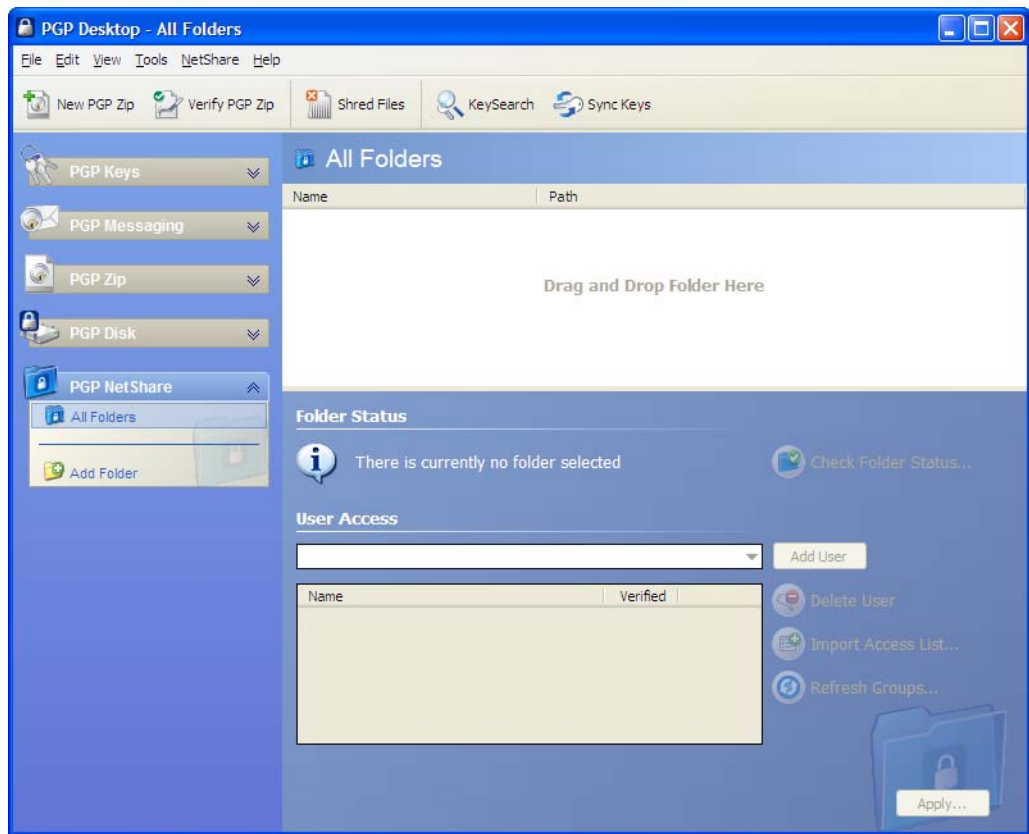 PGP Desktop - All Folders
File Edit View Tools NetShare Help
New PGP Zip Verify PGP Zip Shred Files KeySearch Sync Keys
PGP Keys
PGP Messaging
PGP Zip
PGP Disk
PGP NetShare
All Folders
Add Folder
All Folders
Name Path
Drag and Drop Folder Here
Folder Status
There is currently no folder selected
Check Folder Status...
User Access
Add User
Name Verified
Delete User
Import Access List...
Refresh Groups...
Apply...